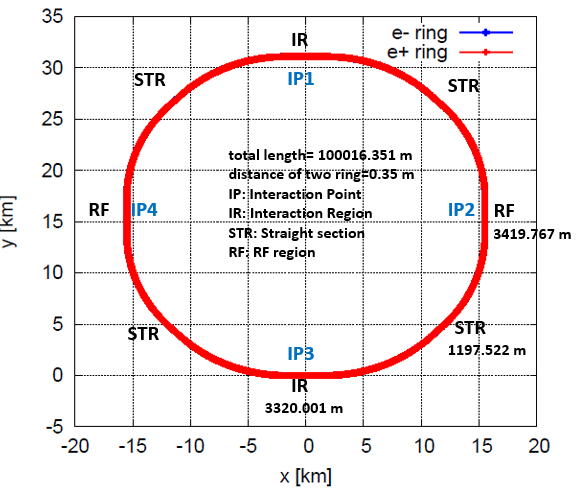 35
30
25
20
15
10
5
0
-5
y [km]
-20
-15
-10
-5
0
5
10
15
20
x [km]
e- ring
e+ ring
IR
IP1
STR
STR
total length= 100016.351 m
distance of two ring=0.35 m
IP: Interaction Point
IR: Interaction Region
STR: Straight section
RF: RF region
RF
IP4
IP2
RF
3419.767 m
STR
STR
1197.522 m
IP3
IR
3320.001 m